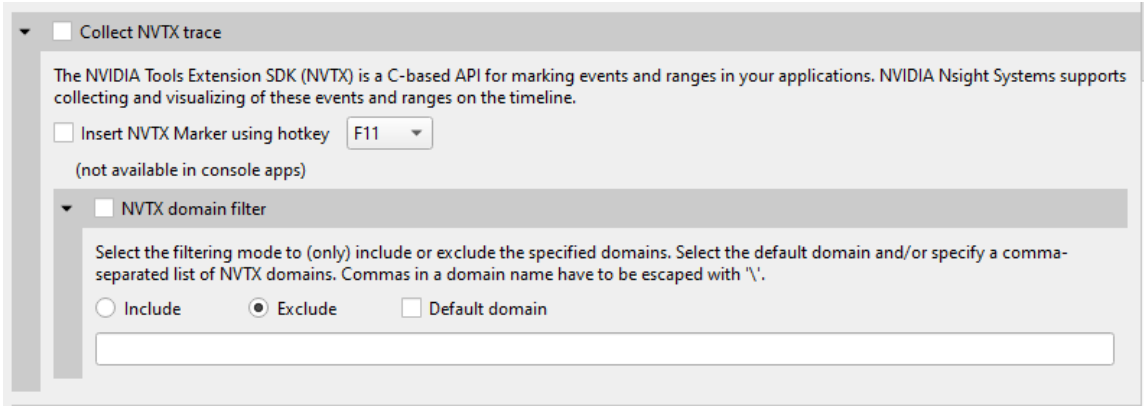 Collect NVTX trace
The NVIDIA Tools Extension SDK (NVTX) is a C-based API for marking events and ranges in your applications. NVIDIA Nsight Systems supports
collecting and visualizing of these events and ranges on the timeline.
Insert NVTX Marker using hotkey F11
(not available in console apps)
NVTX domain filter
Select the filtering mode to (only) include or exclude the specified domains. Select the default domain and/or specify a comma-
separated list of NVTX domains. Commas in a domain name have to be escaped with '\'.
Include Exclude Default domain